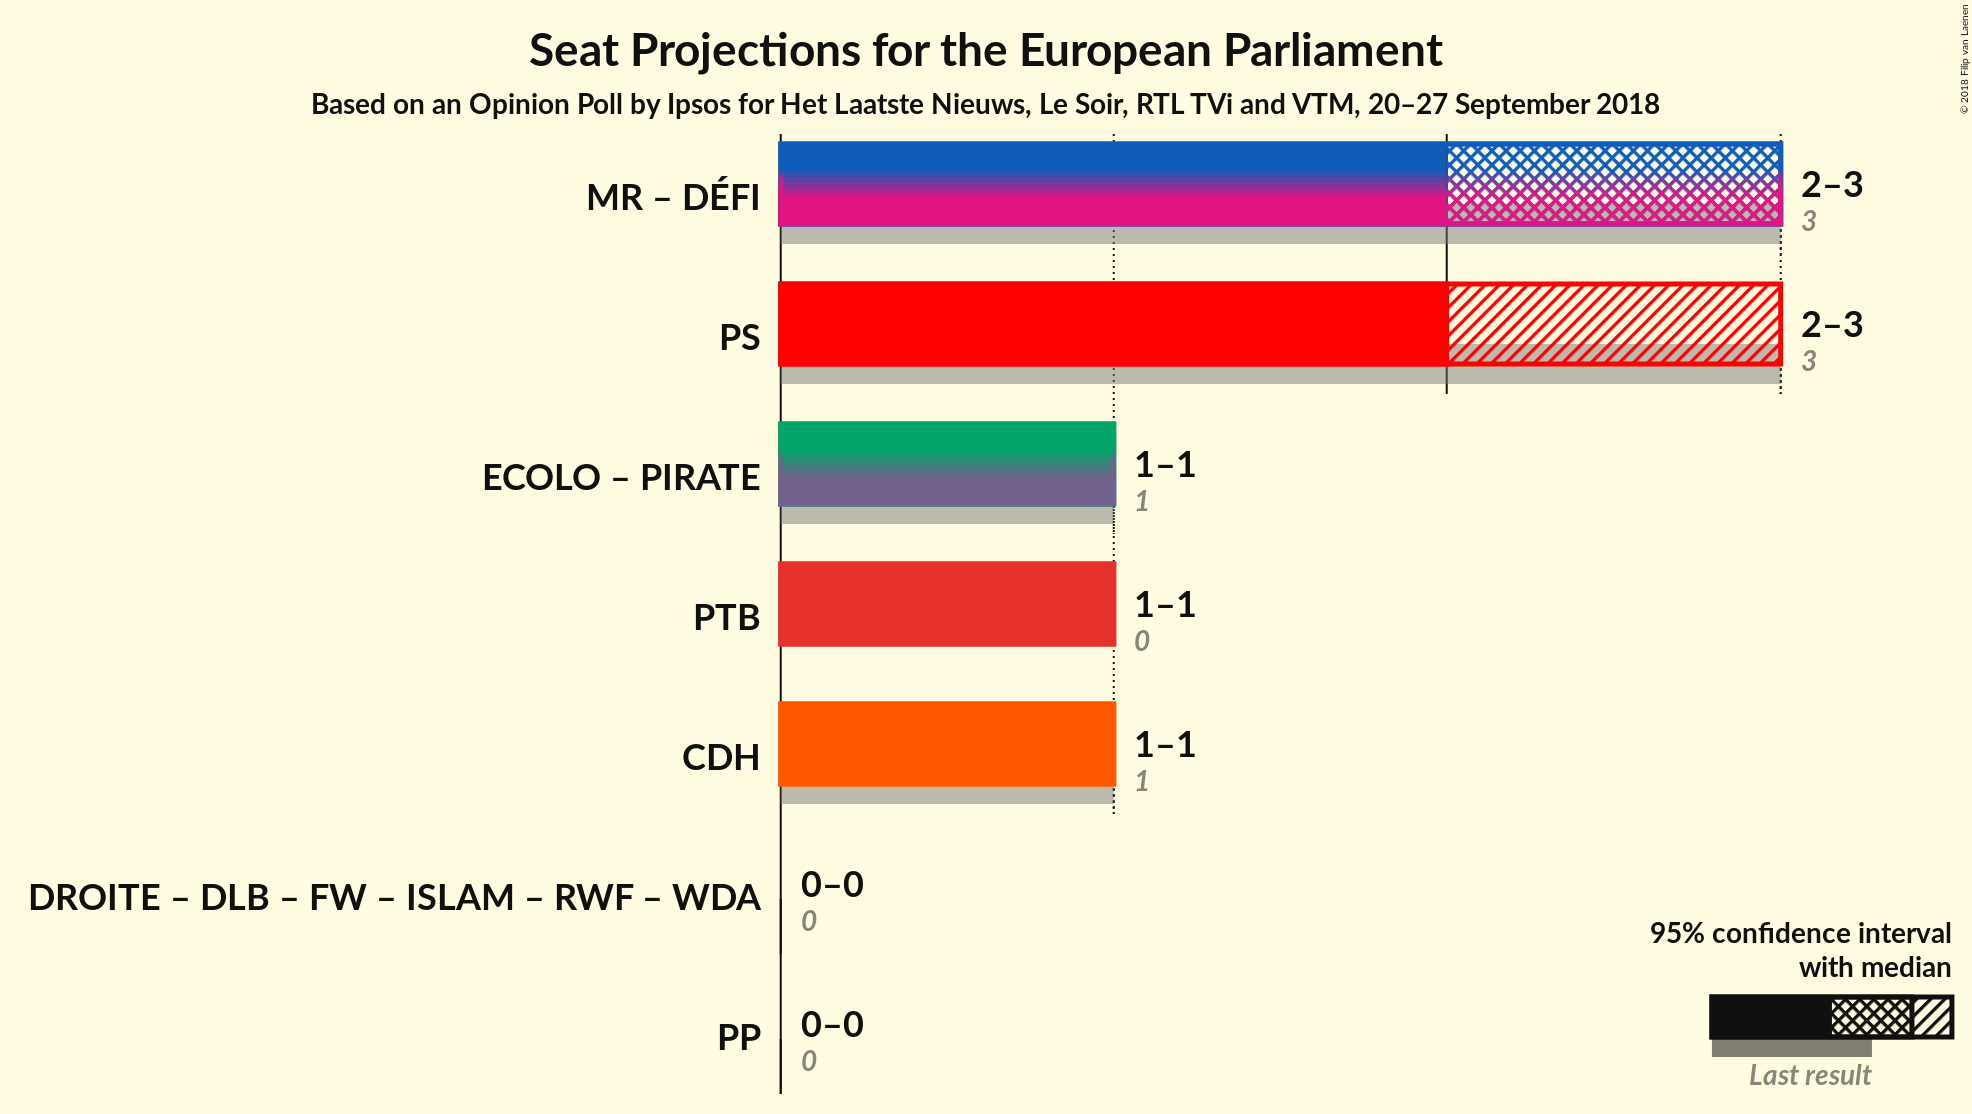 Seat Projections for the European Parliament
Based on an Opinion Poll by Ipsos for Het Laatste Nieuws, Le Soir, RTL TVi and VTM, 20–27 September 2018
© 2018 Filip van Laenen
MR – DÉFI
2–3
3
PS
2–3
3
ECOLO – PIRATE
1–1
1
PTB
1–1
0
CDH
1–1
1
DROITE – DLB – FW – ISLAM – RWF – WDA
0–0
0
PP
0–0
0
95% confidence interval
with median
Last result